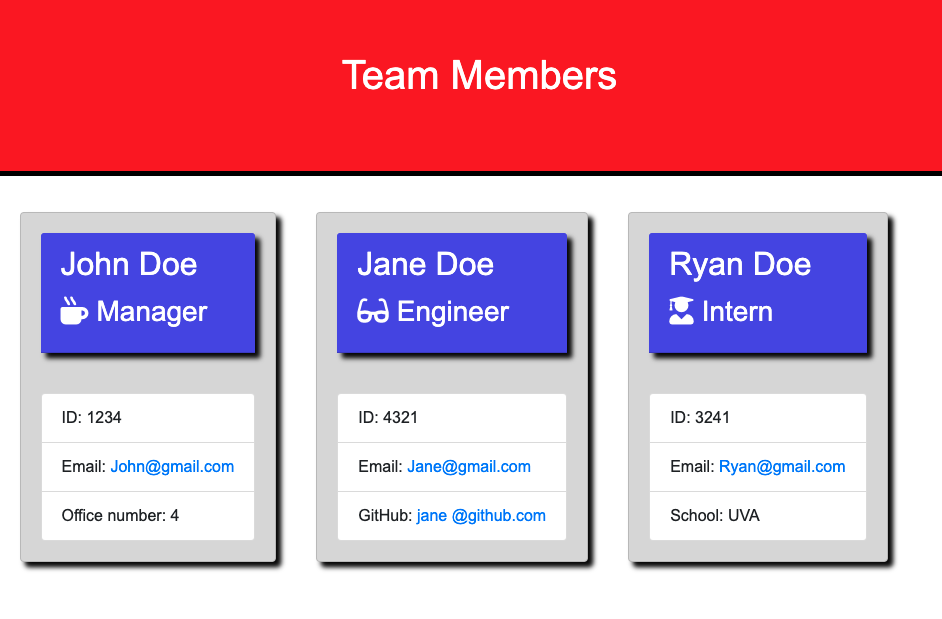 Team Members
John Doe
Manager
ID: 1234
Email: John@gmail.com
Office number: 4
Jane Doe
Engineer
ID: 4321
Email: Jane@gmail.com
GitHub: jane @github.com
Ryan Doe
Intern
ID: 3241
Email: Ryan@gmail.com
School: UVA